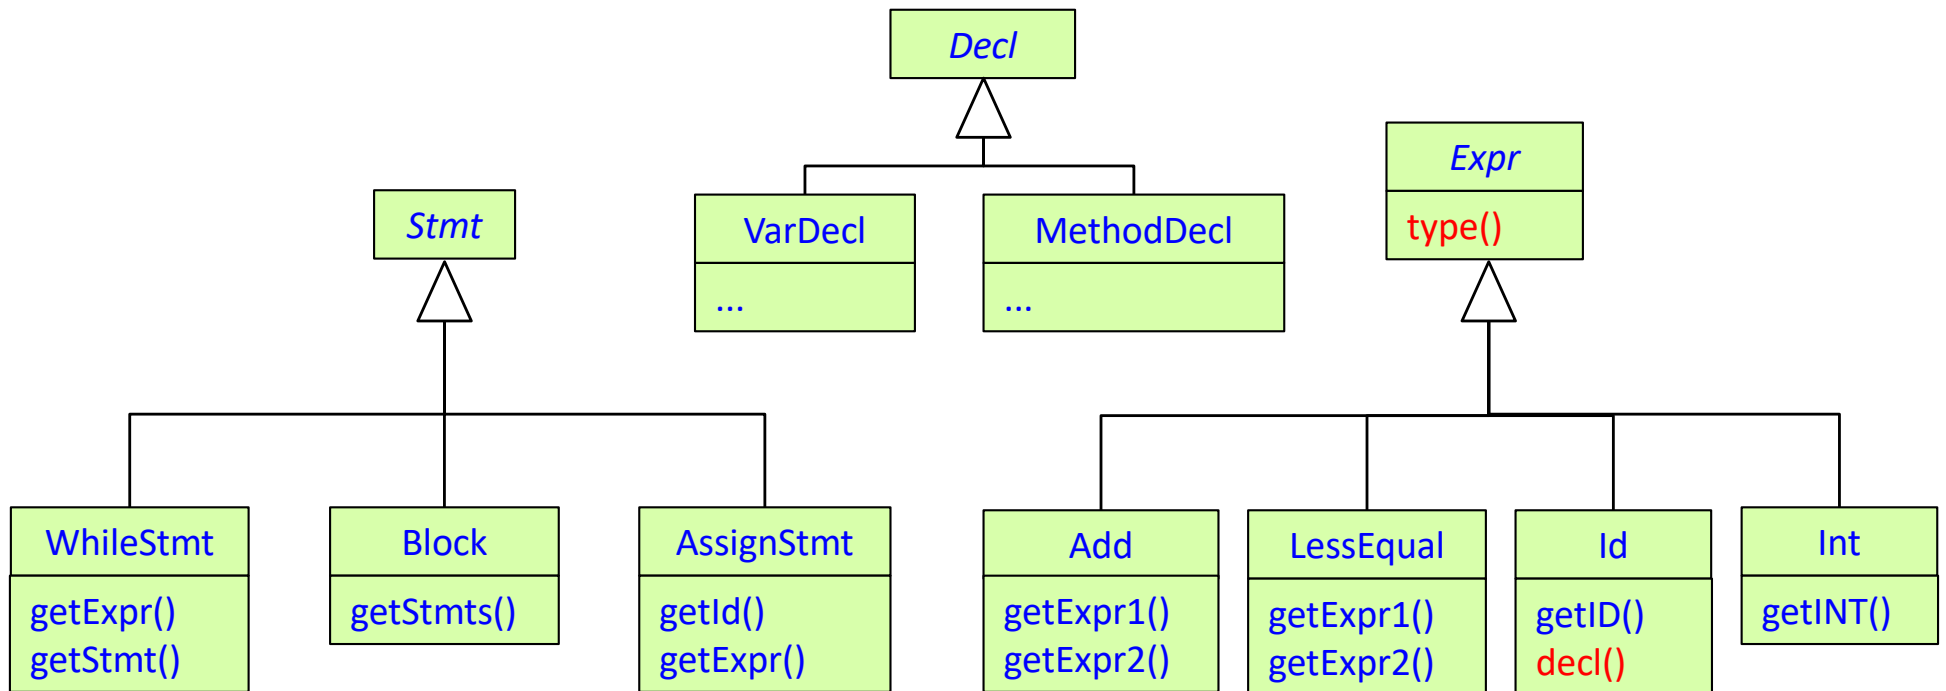 Decl
Expr
type()
Stmt
VarDecl
...
MethodDecl
...
WhileStmt
getExpr()
getStmt()
Block
getStmts()
AssignStmt
getId()
getExpr()
Add
getExpr1()
getExpr2()
LessEqual
getExpr1()
getExpr2()
Id
getID()
decl()
Int
getINT()